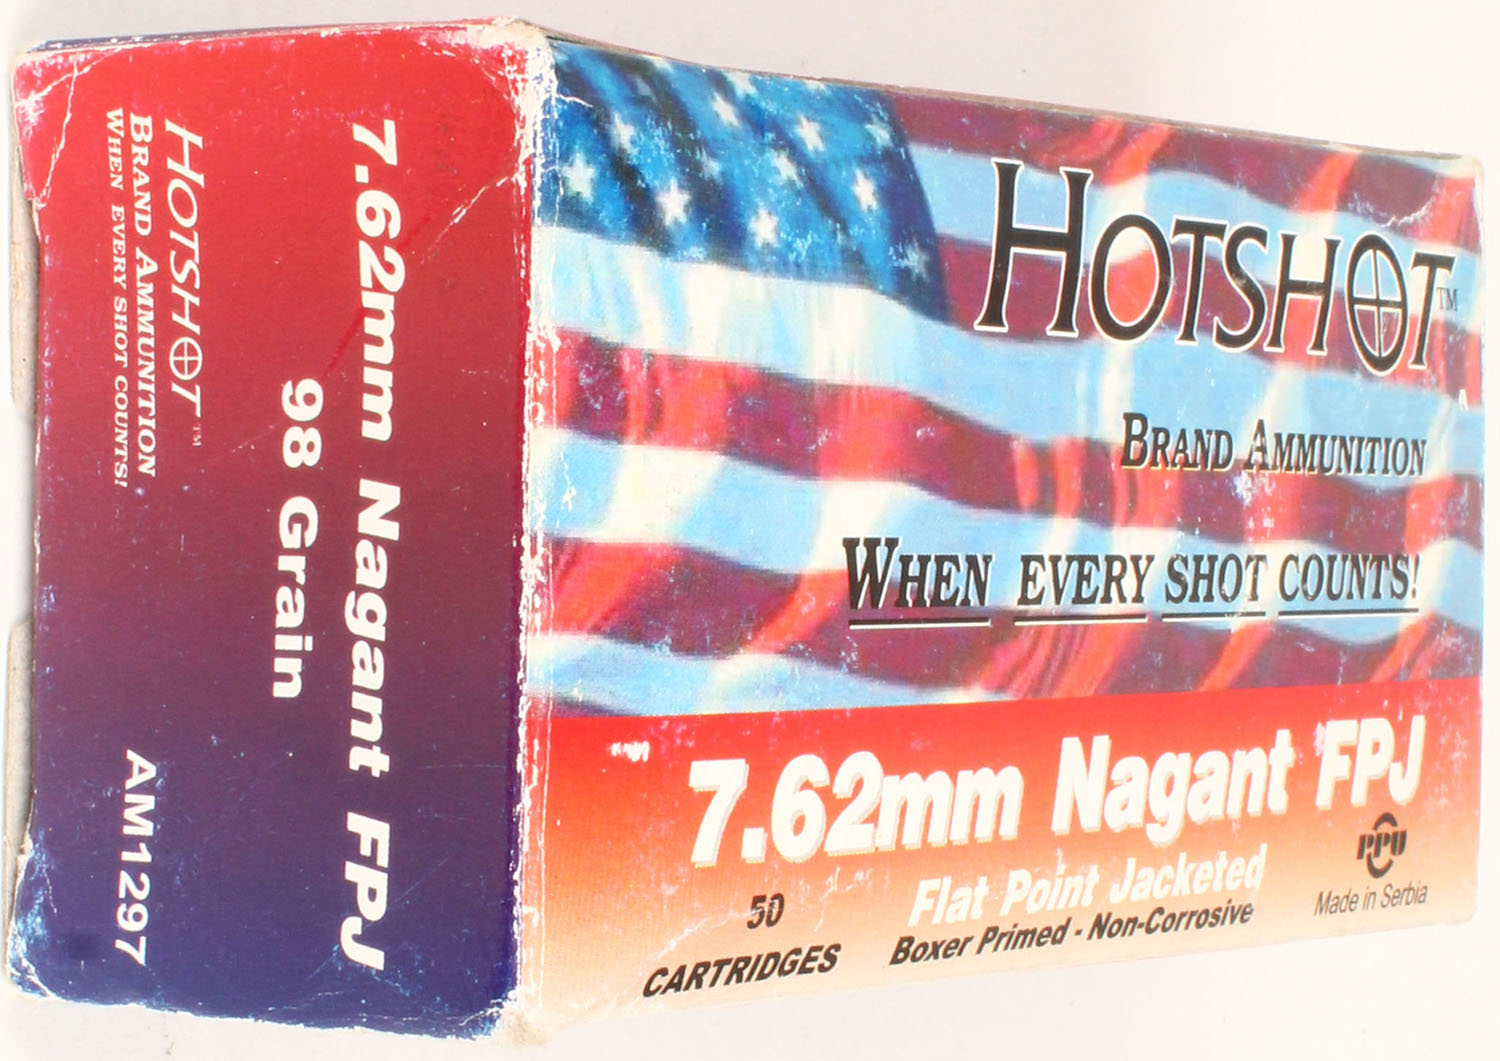 HOTSHOT™
BRAND AMMUNITION
WHEN EVERY SHOT COUNTS!
7.62mm Nagant FPJ
Flat Point Jacketed
Boxer Primed - Non-Corrosive
50
CARTRIDGES
PPU
Made in Serbia
7.62mm Nagant FPJ
98 Grain
HOTSHOT™
BRAND AMMUNITION
WHEN EVERY SHOT COUNTS!
AM1297